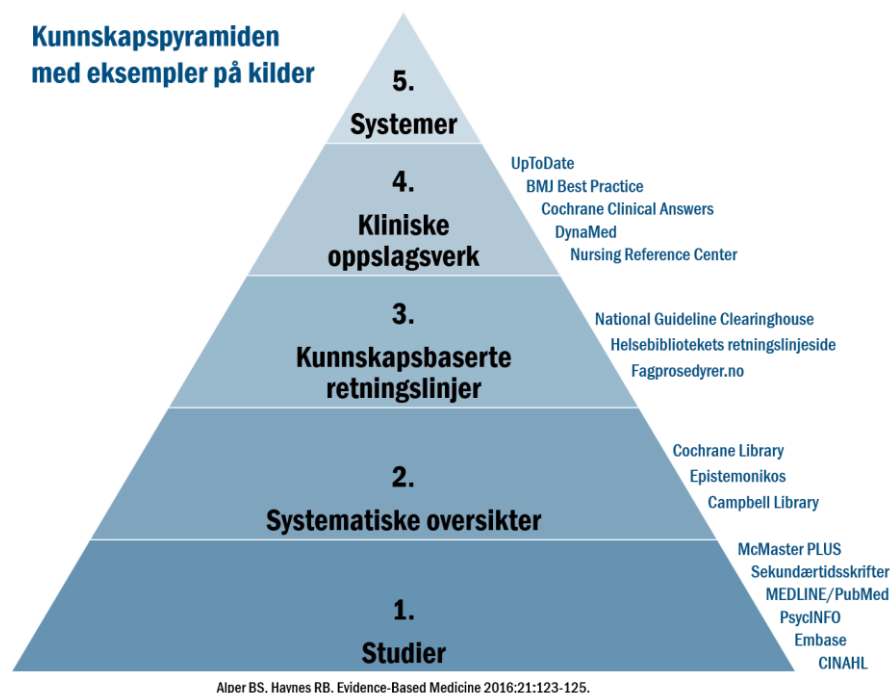 Kunnskapspyramiden
med eksempler på kilder
5.
Systemer
UpToDate
BMJ Best Practice
Cochrane Clinical Answers
DynaMed
Nursing Reference Center
4.
Kliniske
oppslagsverk
National Guideline Clearinghouse
Helsebibliotekets retningslinjeside
Fagprosedyrer.no
3.
Kunnskapsbaserte
retningslinjer
Cochrane Library
Epistemonikos
Campbell Library
2.
Systematiske oversikter
McMaster PLUS
Sekundærtidsskrifter
MEDLINE/PubMed
PsycINFO
Embase
CINAHL
1.
Studier
Alper BS, Haynes RB. Evidence-Based Medicine 2016;21:123-125.